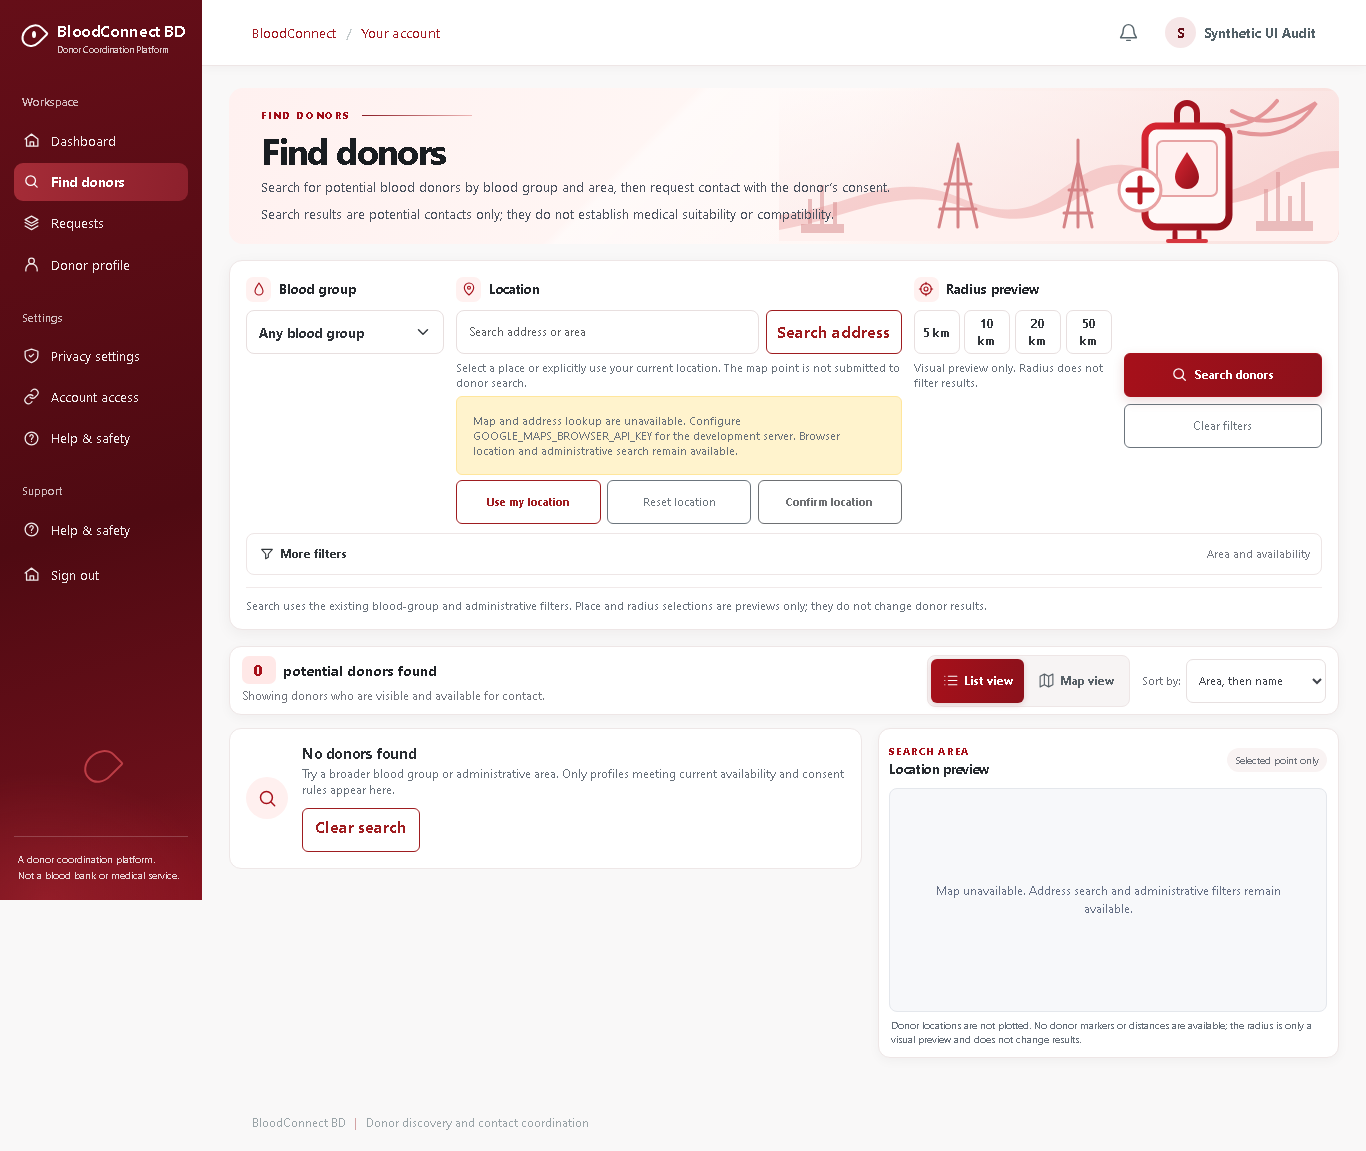 BloodConnect BD
Donor Coordination Platform
Workspace
Dashboard
Find donors
Requests
Donor profile
Settings
Privacy settings
Account access
Help & safety
Support
Help & safety
Sign out
A donor coordination platform.
Not a blood bank or medical service.
BloodConnect / Your account
S Synthetic UI Audit
FIND DONORS
Find donors
Search for potential blood donors by blood group and area, then request contact with the donor's consent.
Search results are potential contacts only; they do not establish medical suitability or compatibility.
Blood group
Any blood group
Location
Search address or area
Search address
Select a place or explicitly use your current location. The map point is not submitted to
donor search.
Map and address lookup are unavailable. Configure
GOOGLE_MAPS_BROWSER_API_KEY for the development server. Browser
location and administrative search remain available.
Use my location
Reset location
Confirm location
Radius preview
5 km
10
km
20
km
50
km
Visual preview only. Radius does not
filter results.
Search donors
Clear filters
More filters
Area and availability
Search uses the existing blood-group and administrative filters. Place and radius selections are previews only; they do not change donor results.
0 potential donors found
Showing donors who are visible and available for contact.
List view
Map view
Sort by:
Area, then name
No donors found
Try a broader blood group or administrative area. Only profiles meeting current availability and consent
rules appear here.
Clear search
SEARCH AREA
Location preview
Selected point only
Map unavailable. Address search and administrative filters remain
available.
Donor locations are not plotted. No donor markers or distances are available; the radius is only a
visual preview and does not change results.
BloodConnect BD | Donor discovery and contact coordination